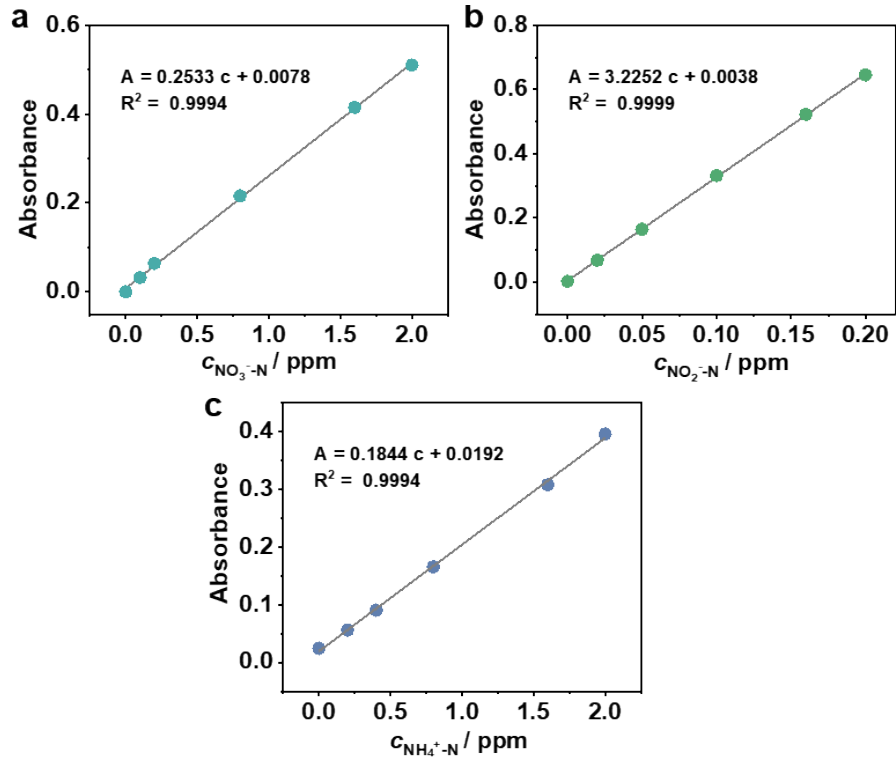 a
A = 0.2533 c + 0.0078
R² = 0.9994
Absorbance
0.6
0.4
0.2
0.0
0.0 0.5 1.0 1.5 2.0
c NO₃⁻-N / ppm
b
A = 3.2252 c + 0.0038
R² = 0.9999
Absorbance
0.8
0.6
0.4
0.2
0.0
0.00 0.05 0.10 0.15 0.20
c NO₂⁻-N / ppm
c
A = 0.1844 c + 0.0192
R² = 0.9994
Absorbance
0.4
0.3
0.2
0.1
0.0
0.0 0.5 1.0 1.5 2.0
c NH₄⁺-N / ppm